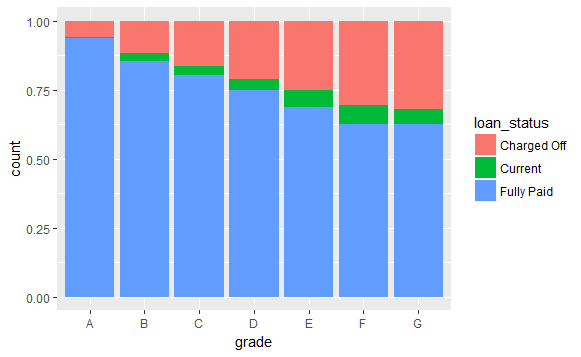 1.00
0.75
0.50
0.25
0.00
count
A B C D E F G
grade
loan_status
Charged Off
Current
Fully Paid